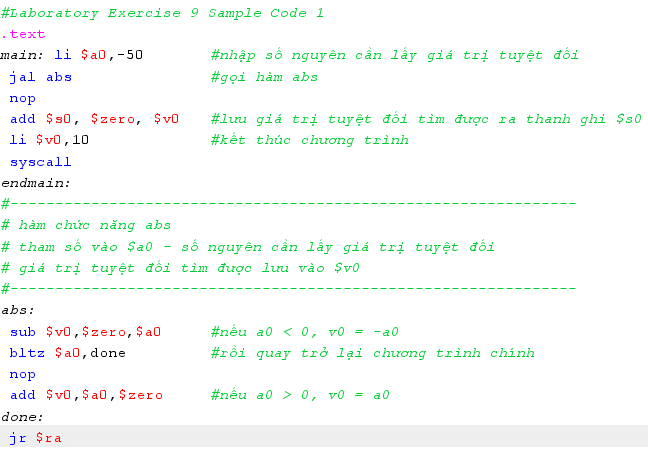 #Laboratory Exercise 9 Sample Code 1
.text
main: li $a0,-50 #nhập số nguyên cần lấy giá trị tuyệt đối
jal abs #gọi hàm abs
nop
add $s0, $zero, $v0 #lưu giá trị tuyệt đối tìm được ra thanh ghi $s0
li $v0,10 #kết thúc chương trình
syscall
endmain:
#---------------------------------------------------------------
# hàm chức năng abs
# tham số vào $a0 - số nguyên cần lấy giá trị tuyệt đối
# giá trị tuyệt đối tìm được lưu vào $v0
#---------------------------------------------------------------
abs:
sub $v0,$zero,$a0 #nếu a0 < 0, v0 = -a0
bltz $a0,done #rồi quay trở lại chương trình chính
nop
add $v0,$a0,$zero #nếu a0 > 0, v0 = a0
done:
jr $ra